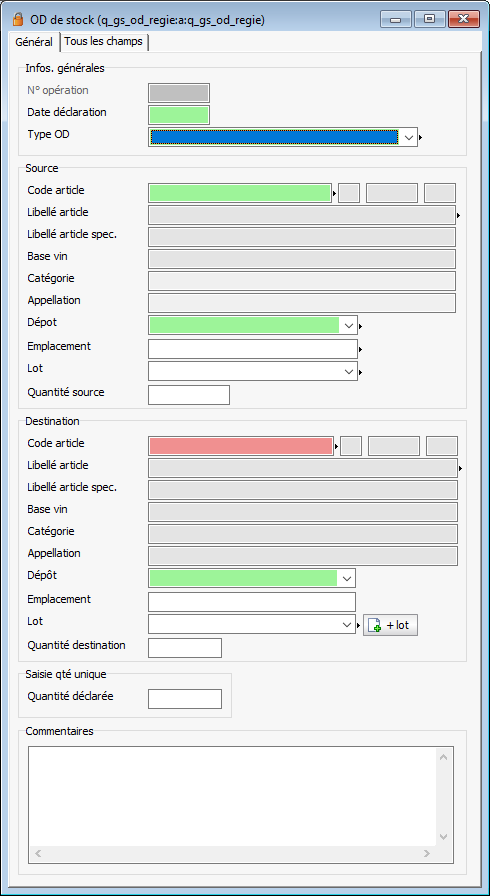 OD de stock (q_gs_od_regie:a:q_gs_od_regie)
Général Tous les champs
Infos. générales
N° opération
Date déclaration
Type OD
Source
Code article
Libellé article
Libellé article spec.
Base vin
Catégorie
Appellation
Dépot
Emplacement
Lot
Quantité source
Destination
Code article
Libellé article
Libellé article spec.
Base vin
Catégorie
Appellation
Dépôt
Emplacement
Lot + lot
Quantité destination
Saisie qté unique
Quantité déclarée
Commentaires